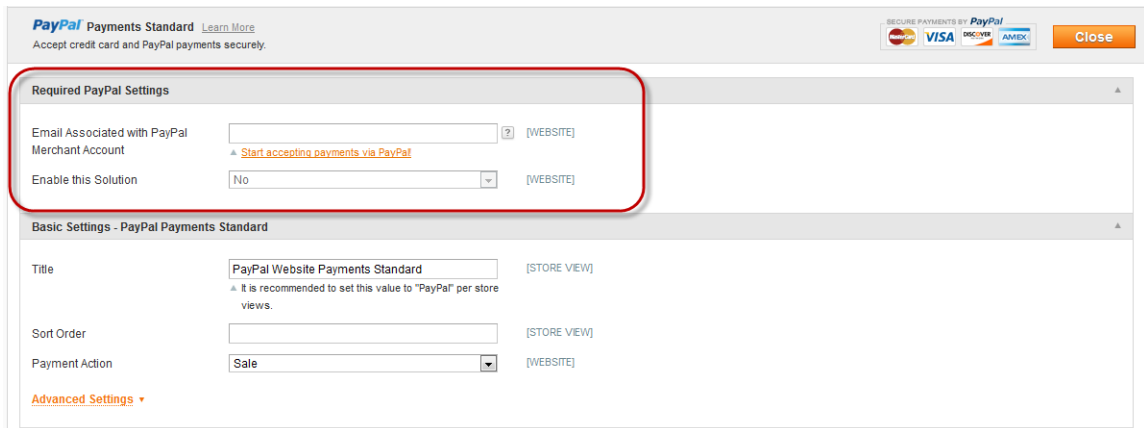 PayPal Payments Standard Learn More
Accept credit card and PayPal payments securely.
SECURE PAYMENTS BY PayPal
MasterCard VISA DISCOVER AMEX
Close
Required PayPal Settings
Email Associated with PayPal
Merchant Account
? [WEBSITE]
Start accepting payments via PayPal!
Enable this Solution No [WEBSITE]
Basic Settings - PayPal Payments Standard
Title PayPal Website Payments Standard [STORE VIEW]
It is recommended to set this value to "PayPal" per store
views.
Sort Order [STORE VIEW]
Payment Action Sale [WEBSITE]
Advanced Settings